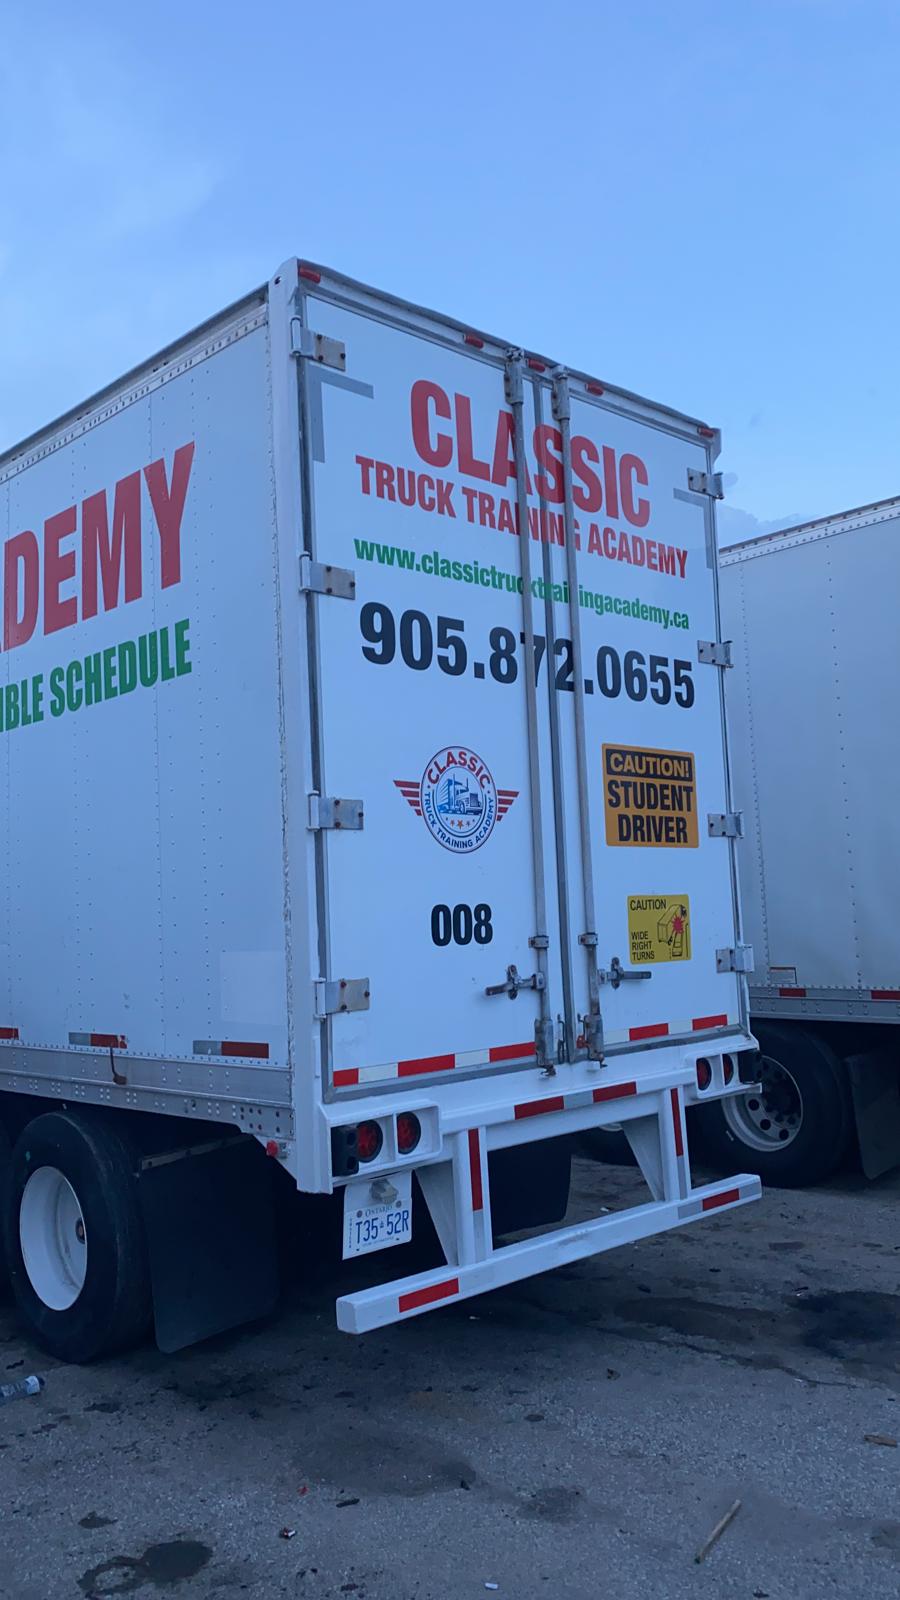 ADEMY
IBLE SCHEDULE
CLASSIC
TRUCK TRAINING ACADEMY
www.classictrucktrainingacademy.ca
905.872.0655
CLASSIC
TRUCK TRAINING ACADEMY
CAUTION!
STUDENT
DRIVER
008
CAUTION
WIDE
RIGHT
TURNS
ONTARIO
T35 52R